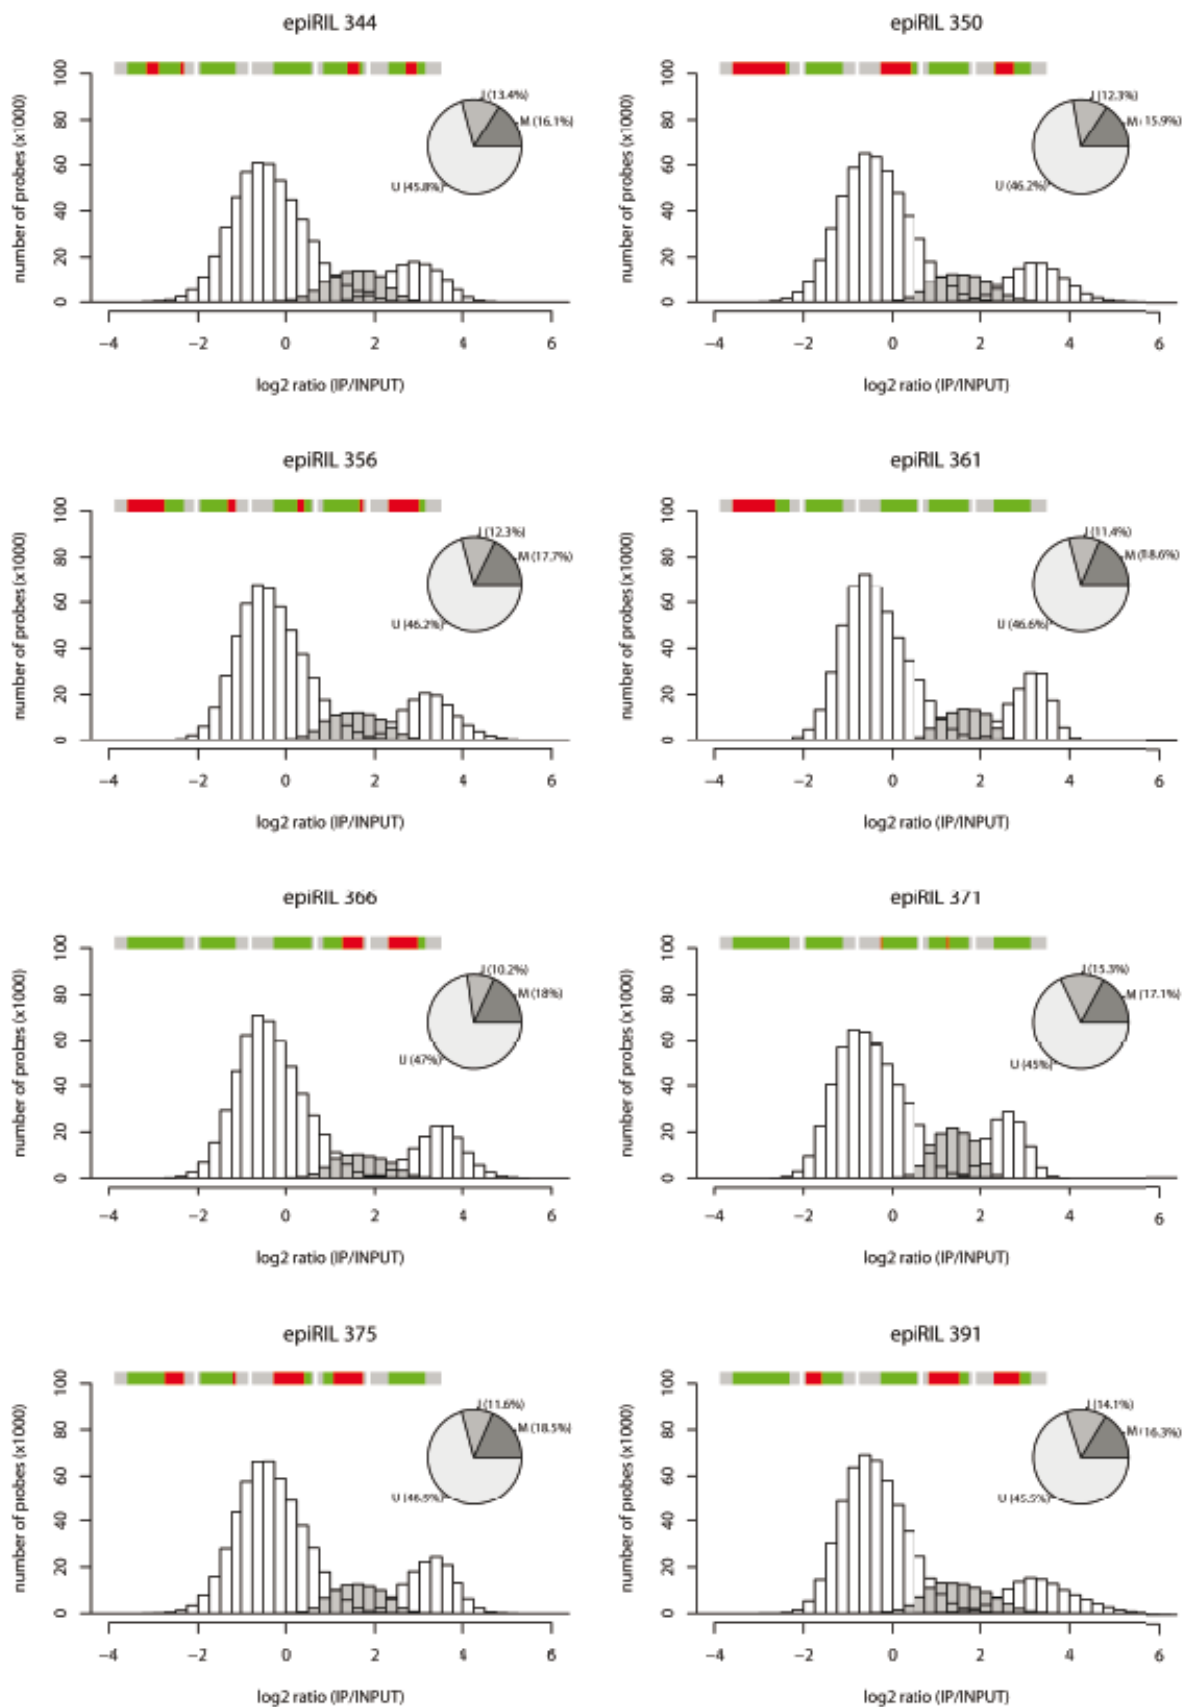 epiRIL 344
number of probes (x1000)
100
80
60
40
20
0
I (13.4%)
M (16.1%)
U (45.8%)
−4 −2 0 2 4 6
log2 ratio (IP/INPUT)
epiRIL 350
number of probes (x1000)
100
80
60
40
20
0
I (12.3%)
M (15.9%)
U (46.2%)
−4 −2 0 2 4 6
log2 ratio (IP/INPUT)
epiRIL 356
number of probes (x1000)
100
80
60
40
20
0
I (12.3%)
M (17.7%)
U (46.2%)
−4 −2 0 2 4 6
log2 ratio (IP/INPUT)
epiRIL 361
number of probes (x1000)
100
80
60
40
20
0
I (11.4%)
M (18.6%)
U (46.6%)
−4 −2 0 2 4 6
log2 ratio (IP/INPUT)
epiRIL 366
number of probes (x1000)
100
80
60
40
20
0
I (10.2%)
M (18%)
U (47%)
−4 −2 0 2 4 6
log2 ratio (IP/INPUT)
epiRIL 371
number of probes (x1000)
100
80
60
40
20
0
I (15.3%)
M (17.1%)
U (45%)
−4 −2 0 2 4 6
log2 ratio (IP/INPUT)
epiRIL 375
number of probes (x1000)
100
80
60
40
20
0
I (11.6%)
M (18.5%)
U (46.9%)
−4 −2 0 2 4 6
log2 ratio (IP/INPUT)
epiRIL 391
number of probes (x1000)
100
80
60
40
20
0
I (14.1%)
M (16.3%)
U (45.5%)
−4 −2 0 2 4 6
log2 ratio (IP/INPUT)